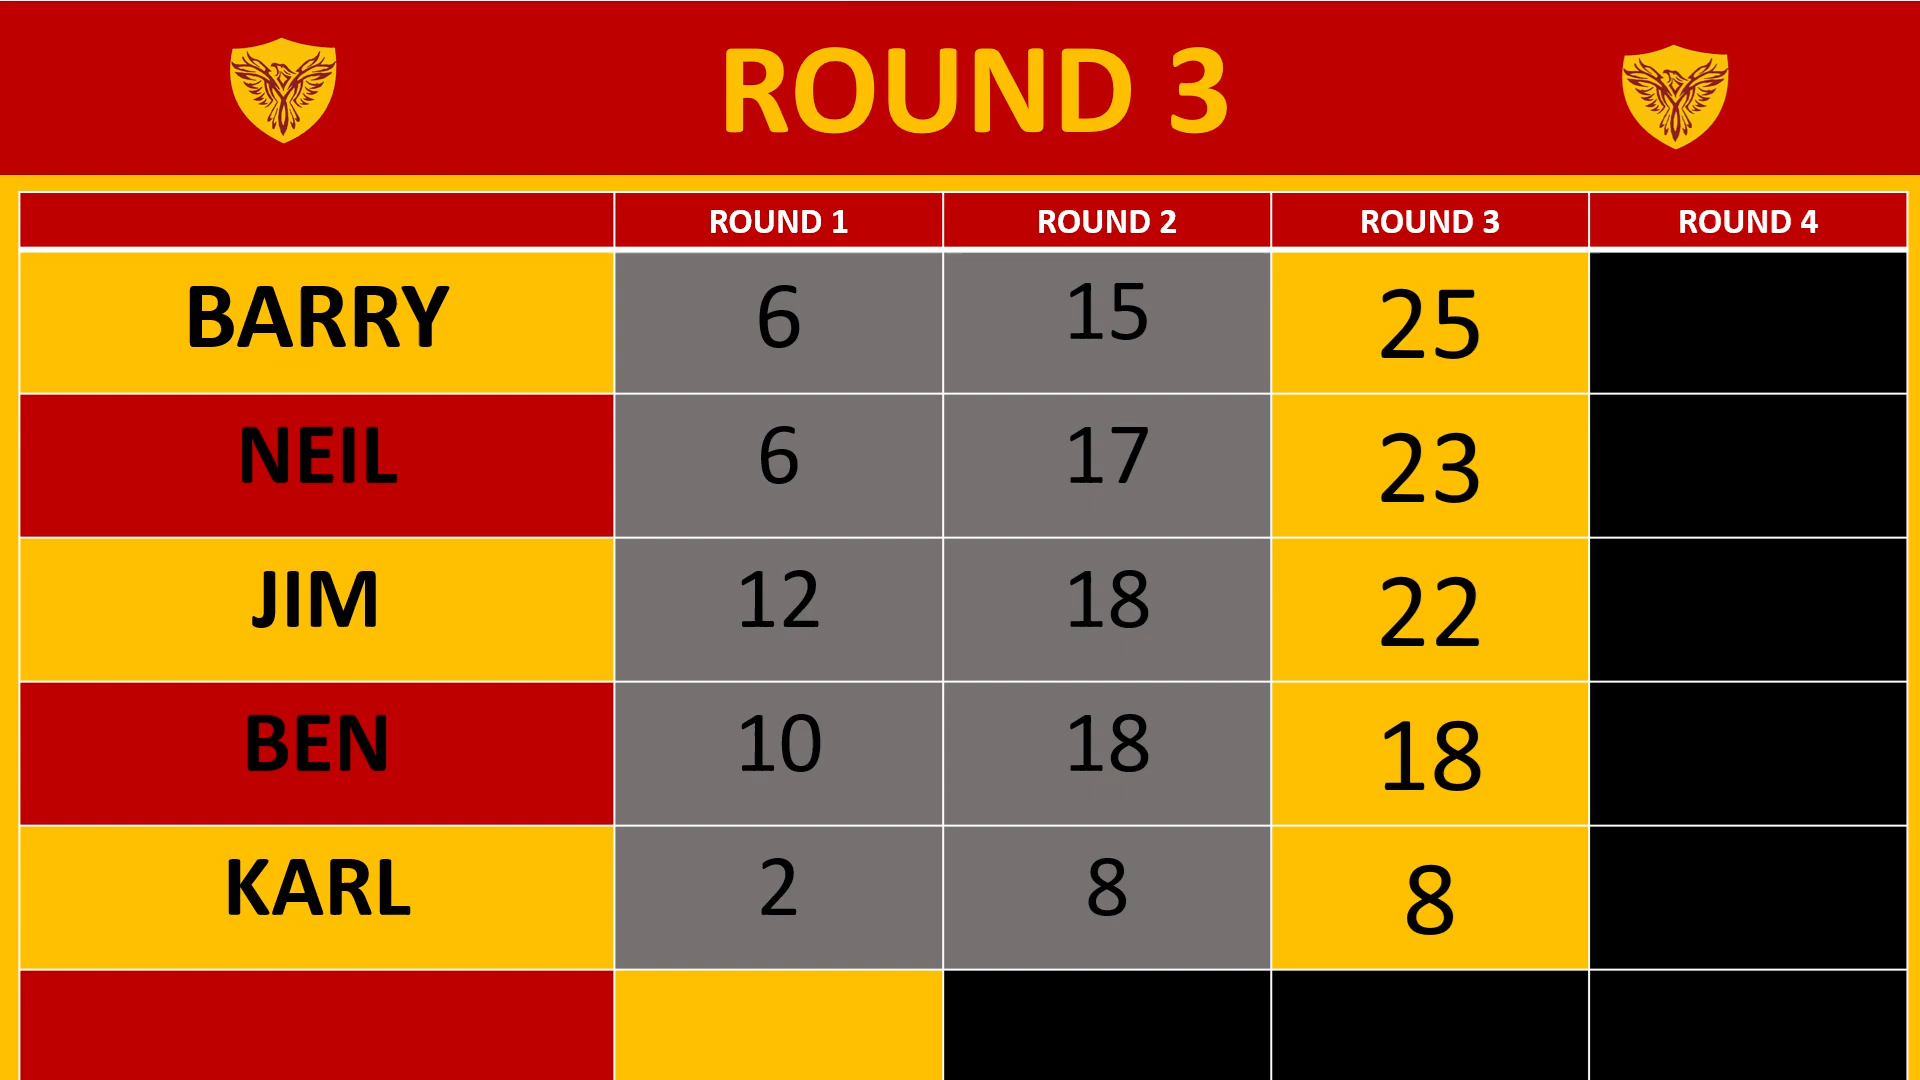 ROUND 3
ROUND 1 ROUND 2 ROUND 3 ROUND 4
BARRY 6 15 25
NEIL 6 17 23
JIM 12 18 22
BEN 10 18 18
KARL 2 8 8